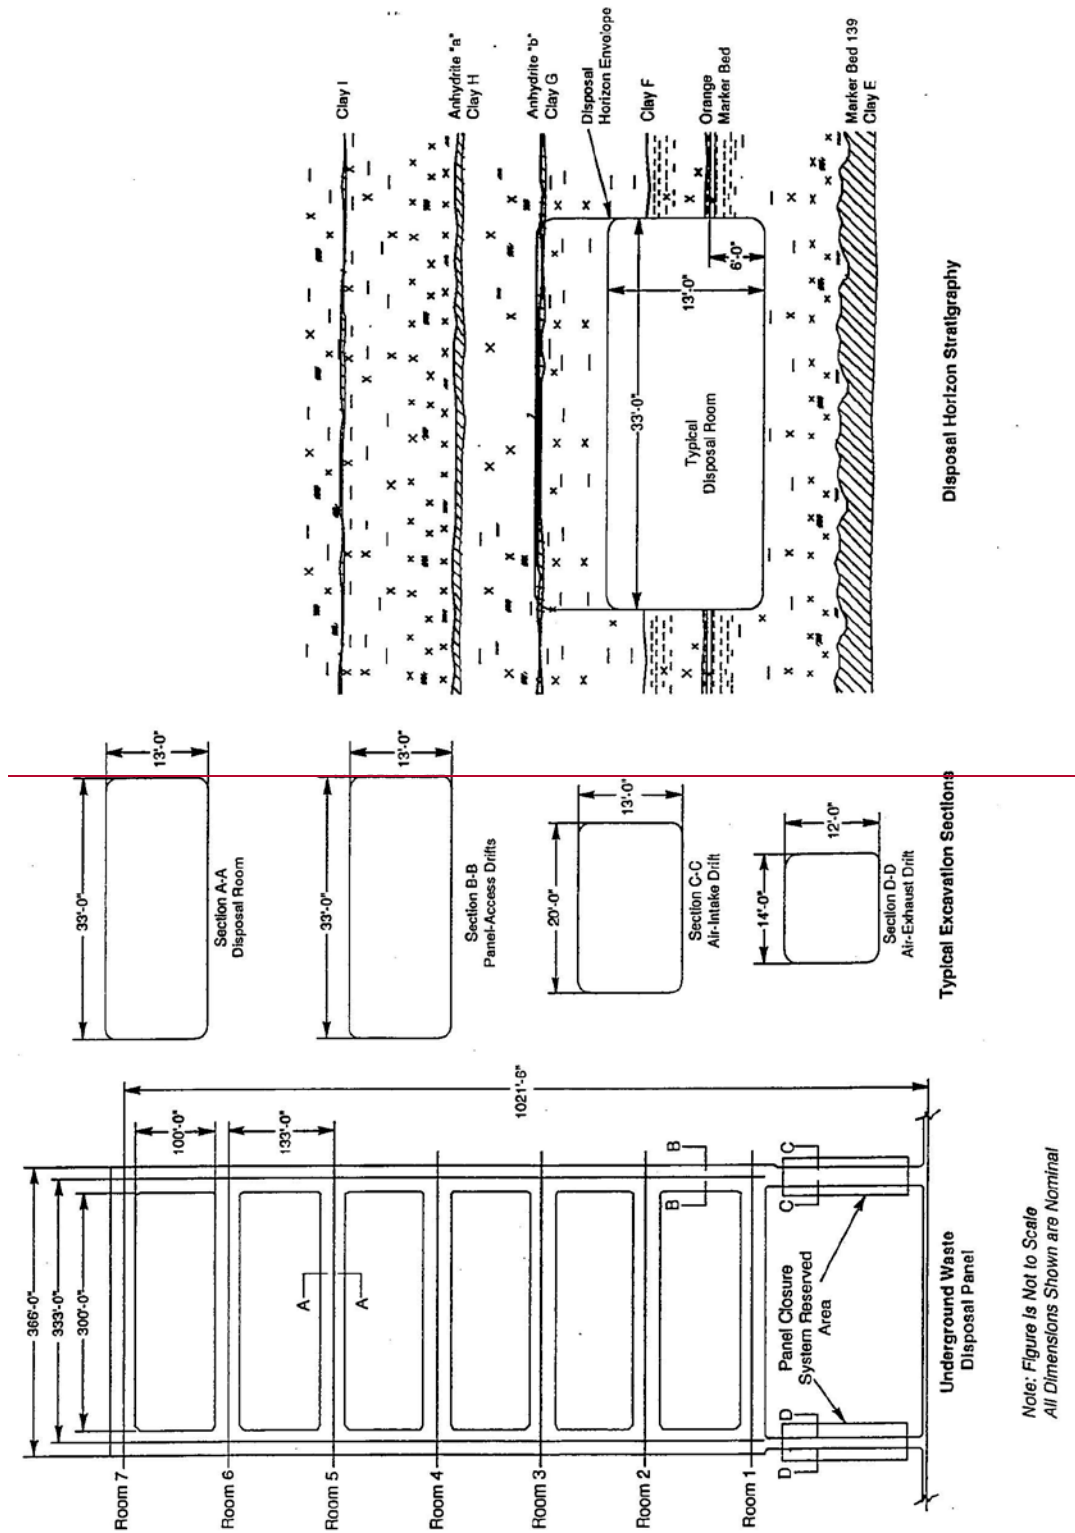 Clay I
Anhydrite "a"
Clay H
Anhydrite "b"
Clay G
Disposal
Horizon Envelope
Clay F
Orange
Marker Bed
Marker Bed 139
Clay E
33'-0"
13'-0"
6'-0"
Typical
Disposal Room
Disposal Horizon Stratigraphy
33'-0"
13'-0"
Section A-A
Disposal Room
33'-0"
13'-0"
Section B-B
Panel-Access Drifts
20'-0"
13'-0"
Section C-C
Air-Intake Drift
14'-0"
12'-0"
Section D-D
Air-Exhaust Drift
Typical Excavation Sections
366'-0"
333'-0"
300'-0"
100'-0"
133'-0"
1021'-6"
Room 7
Room 6
Room 5
Room 4
Room 3
Room 2
Room 1
A
A
B
B
C
C
D
D
Panel Closure
System Reserved
Area
Underground Waste
Disposal Panel
Note: Figure Is Not to Scale
All Dimensions Shown are Nominal